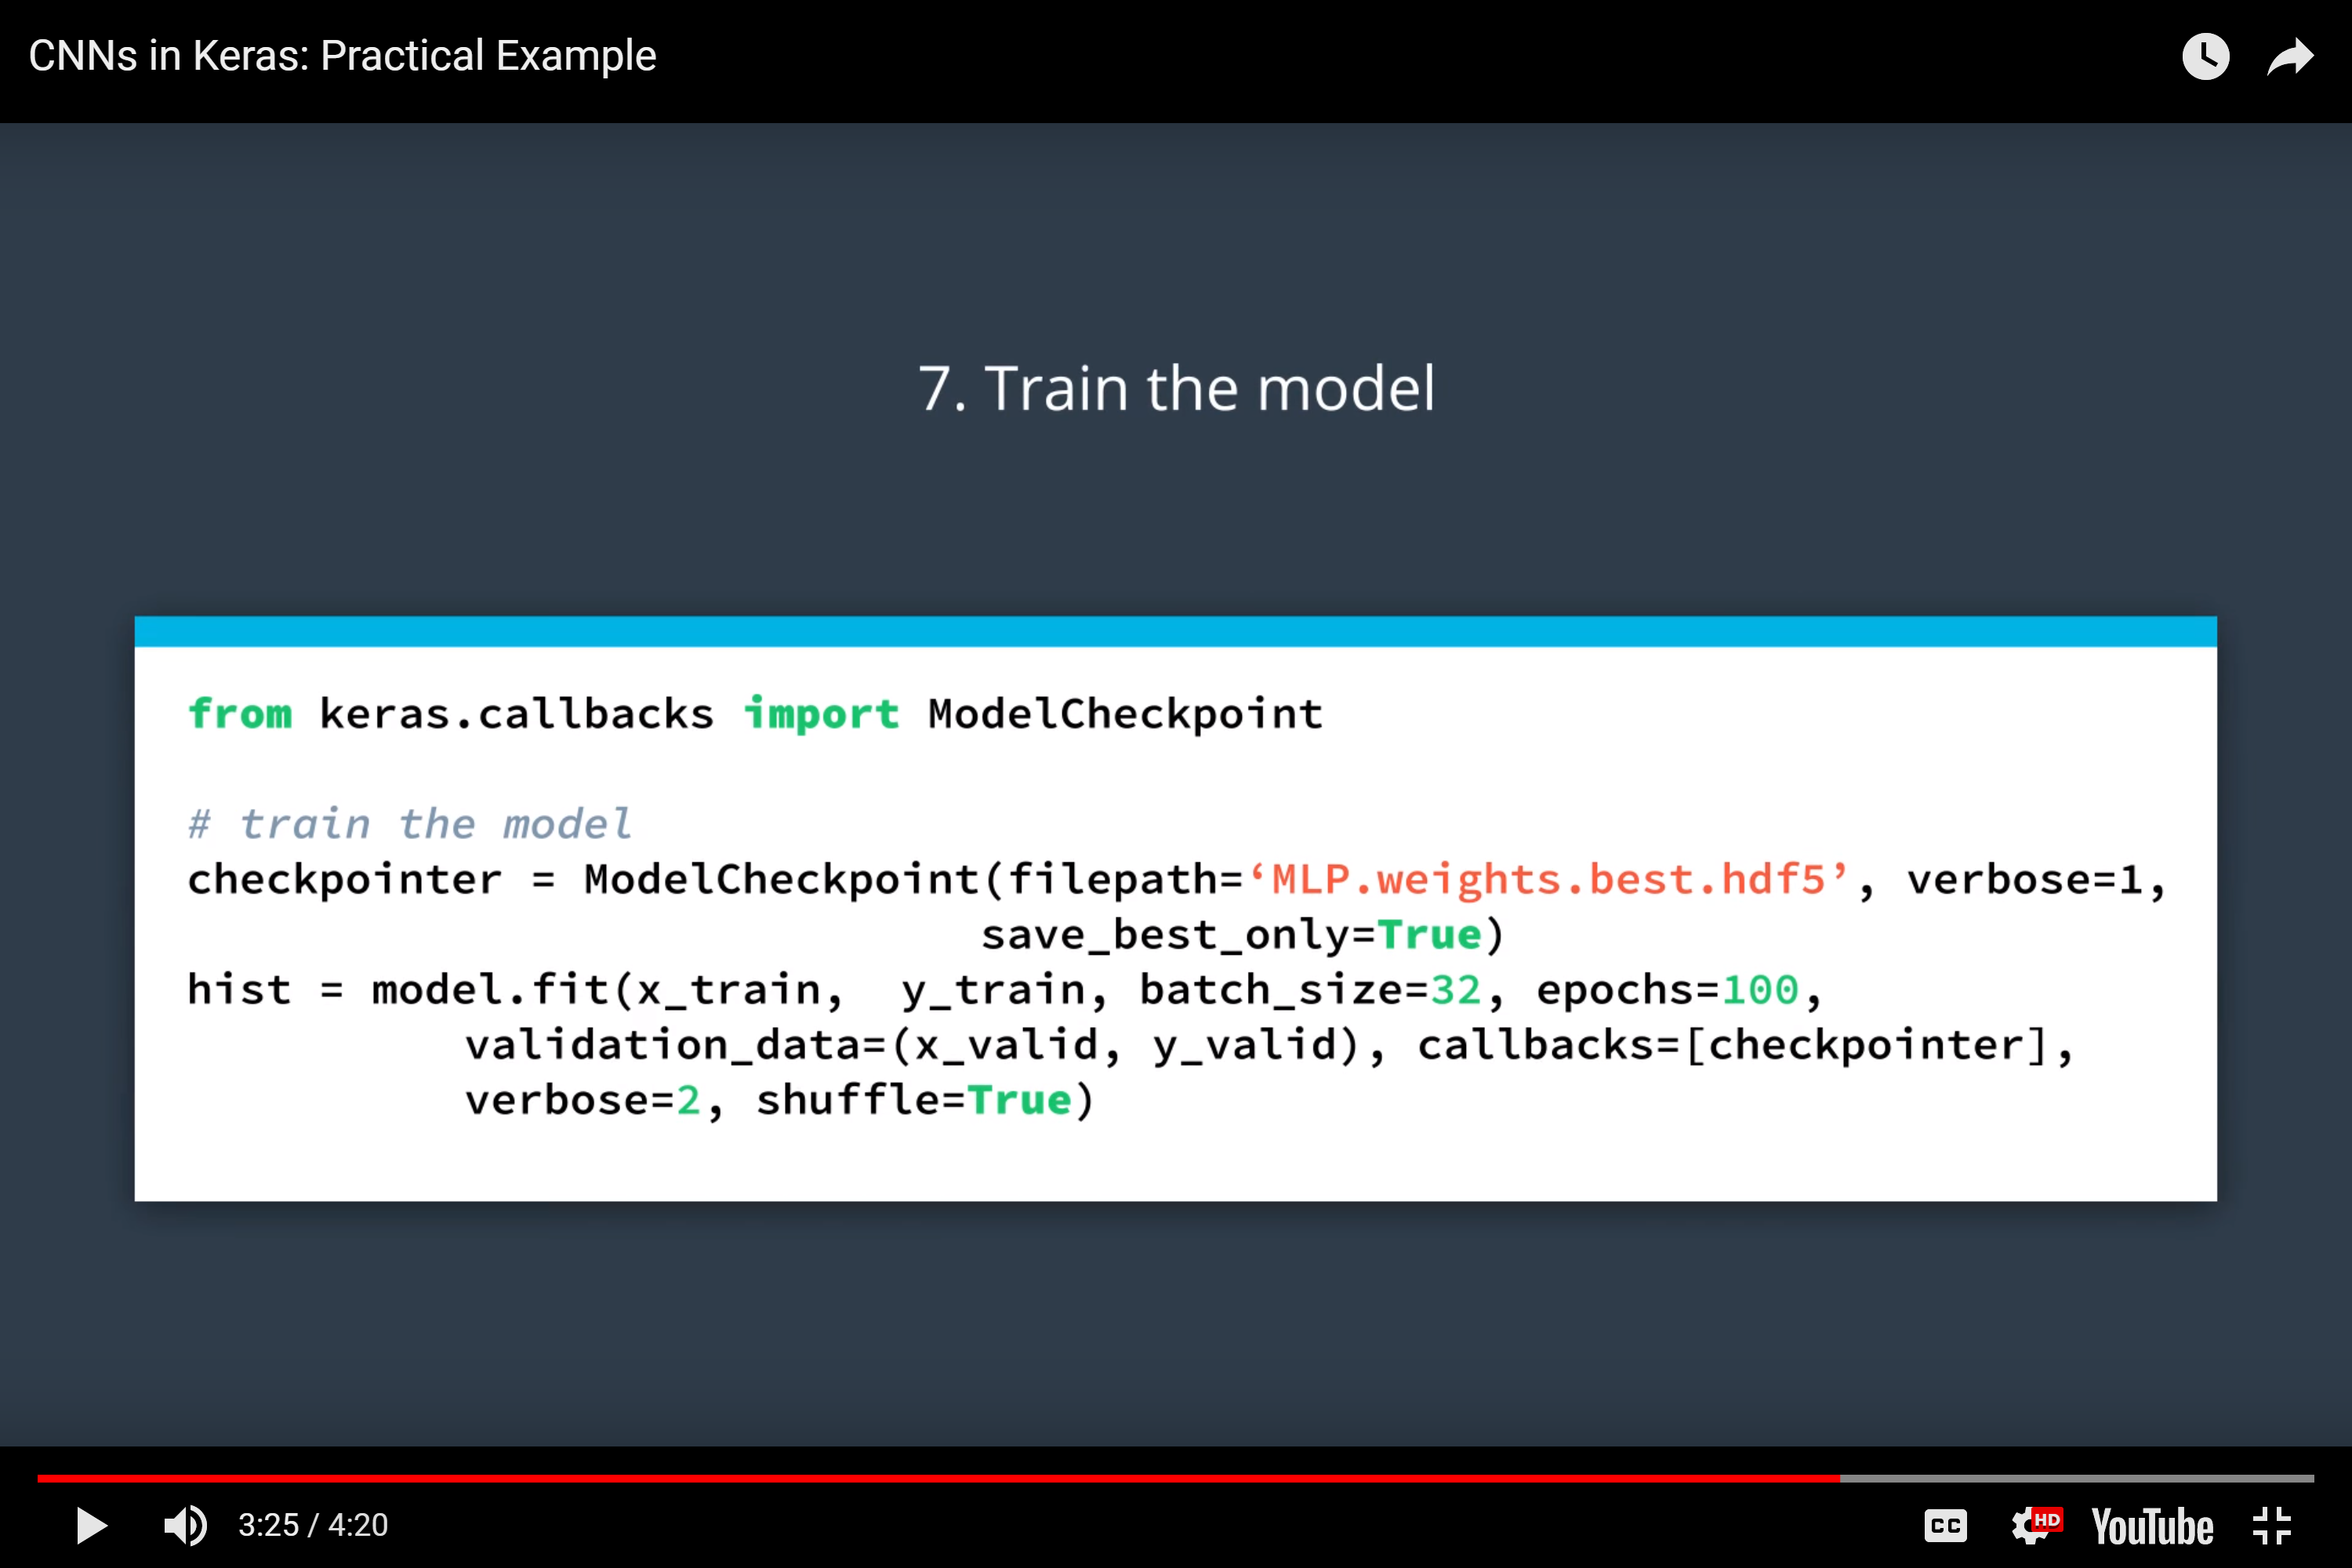 CNNs in Keras: Practical Example
7. Train the model
from keras.callbacks import ModelCheckpoint
# train the model
checkpointer = ModelCheckpoint(filepath=‘MLP.weights.best.hdf5’, verbose=1,
save_best_only=True)
hist = model.fit(x_train,  y_train, batch_size=32, epochs=100,
validation_data=(x_valid, y_valid), callbacks=[checkpointer],
verbose=2, shuffle=True)
3:25 / 4:20
CC
HD
YouTube